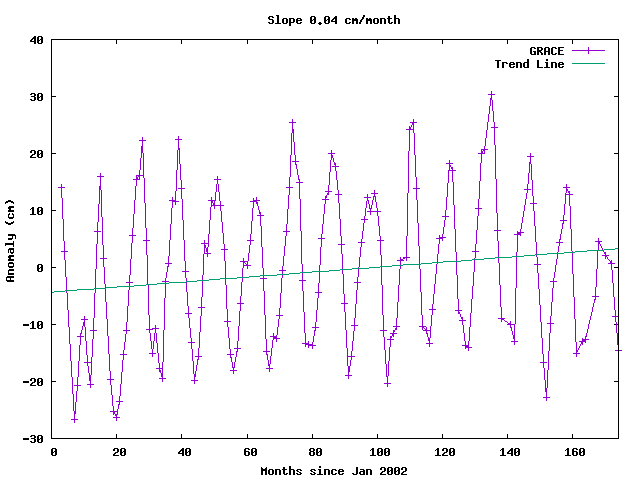 Slope 0.04 cm/month
GRACE
Trend Line
Anomaly (cm)
40
30
20
10
0
-10
-20
-30
0 20 40 60 80 100 120 140 160
Months since Jan 2002